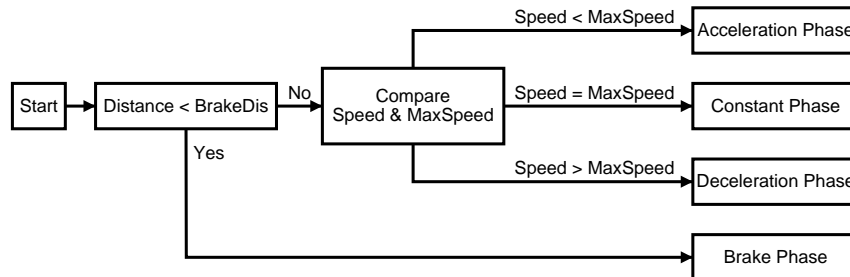 Speed < MaxSpeed
Acceleration Phase
Start
Distance < BrakeDis
No
Compare
Speed & MaxSpeed
Speed = MaxSpeed
Constant Phase
Yes
Speed > MaxSpeed
Deceleration Phase
Brake Phase